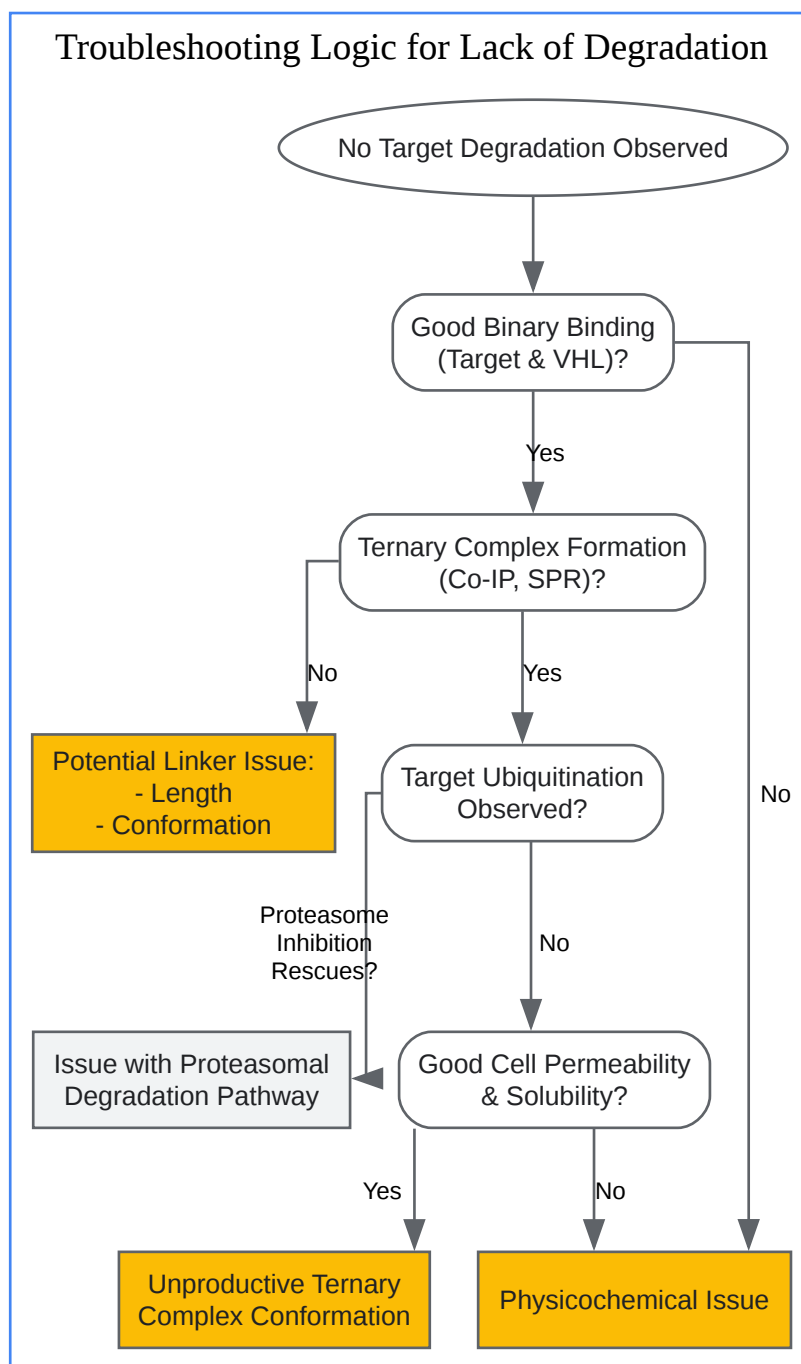 Troubleshooting Logic for Lack of Degradation
No Target Degradation Observed
Good Binary Binding
(Target & VHL)?
Yes
Ternary Complex Formation
(Co-IP, SPR)?
No
Yes
Potential Linker Issue:
- Length
- Conformation
Target Ubiquitination
Observed?
No
Proteasome
Inhibition
Rescues?
No
Issue with Proteasomal
Degradation Pathway
Good Cell Permeability
& Solubility?
Yes
No
Unproductive Ternary
Complex Conformation
Physicochemical Issue